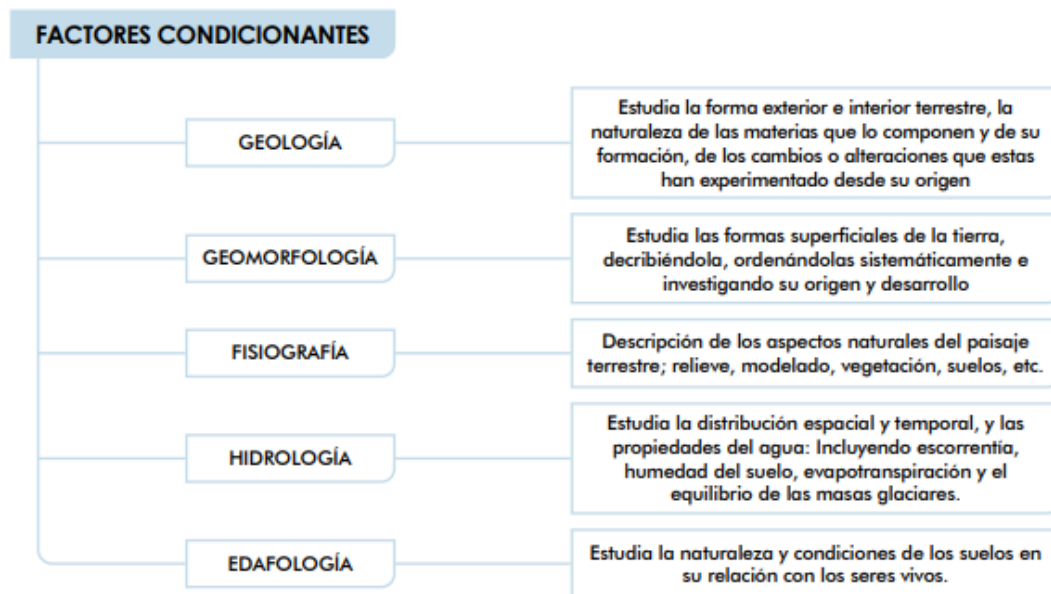 FACTORES CONDICIONANTES
GEOLOGÍA
Estudia la forma exterior e interior terrestre, la
naturaleza de las materias que lo componen y de su
formación, de los cambios o alteraciones que estas
han experimentado desde su origen
GEOMORFOLOGÍA
Estudia las formas superficiales de la tierra,
decribiéndola, ordenándolas sistemáticamente e
investigando su origen y desarrollo
FISIOGRAFÍA
Descripción de los aspectos naturales del paisaje
terrestre; relieve, modelado, vegetación, suelos, etc.
HIDROLOGÍA
Estudia la distribución espacial y temporal, y las
propiedades del agua: Incluyendo escorrentía,
humedad del suelo, evapotranspiración y el
equilibrio de las masas glaciares.
EDAFOLOGÍA
Estudia la naturaleza y condiciones de los suelos en
su relación con los seres vivos.